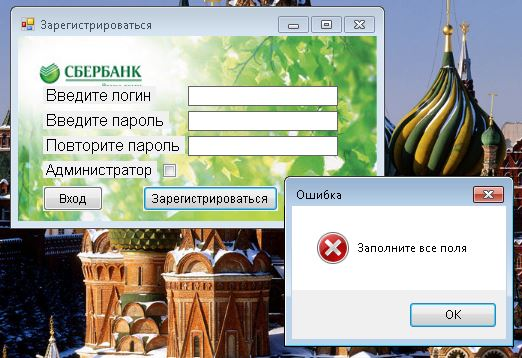 Зарегистрироваться
СБЕРБАНК
Введите логин
Введите пароль
Повторите пароль
Администратор
Вход
Зарегистрироваться
Ошибка
Заполните все поля
OK